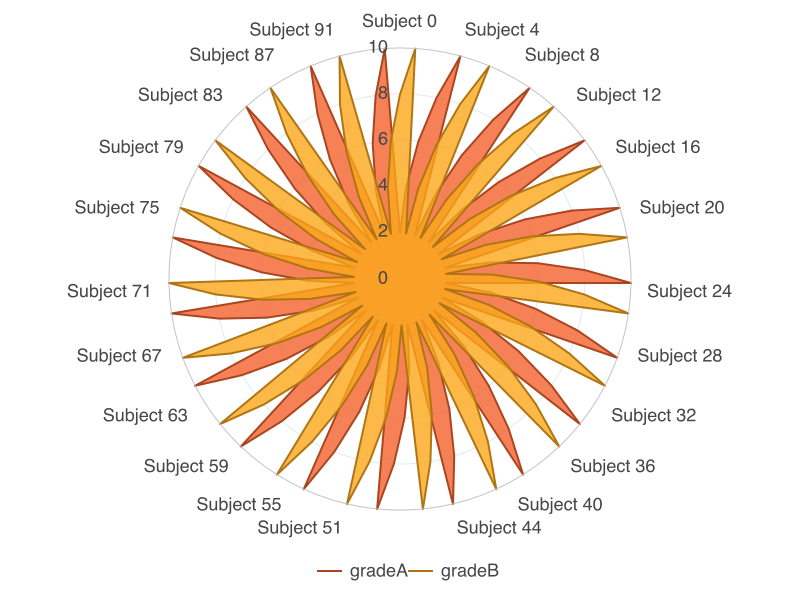 Subject 0
Subject 4
Subject 8
Subject 12
Subject 16
Subject 20
Subject 24
Subject 28
Subject 32
Subject 36
Subject 40
Subject 44
Subject 51
Subject 55
Subject 59
Subject 63
Subject 67
Subject 71
Subject 75
Subject 79
Subject 83
Subject 87
Subject 91
10
8
6
4
2
0
gradeA
gradeB